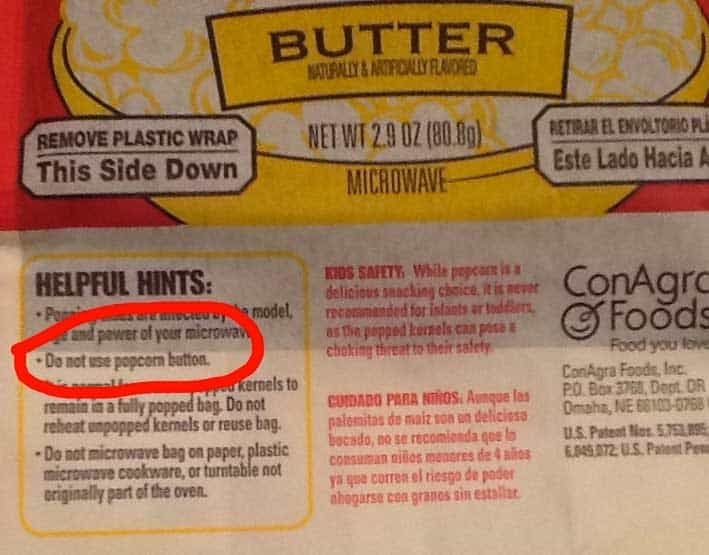 BUTTER
NATURALLY & ARTIFICIALLY FLAVORED
NET WT 2.9 OZ (80.8g)
MICROWAVE
REMOVE PLASTIC WRAP
This Side Down
RETIRAR EL ENVOLTORIO
Este Lado Hacia A
HELPFUL HINTS:
• model,
and power of your microwav
• Do not use popcorn button.
kernels to
remain in a fully popped bag. Do not
reheat unpopped kernels or reuse bag.
• Do not microwave bag on paper, plastic
microwave cookware, or turntable not
originally part of the oven.
KIDS SAFETY: While popcorn is a
delicious snacking choice, it is never
recommended for infants or toddlers,
as the popped kernels can pose a
choking threat to their safety.
CUIDADO PARA NIÑOS: Aunque las
palomitas de maiz son un delicioso
bocado, no se recomienda que lo
consuman niños menores de 4 años
ya que corren el riesgo de poder
ahogarse con granos sin estallar.
ConAgra
Foods
Food you love
ConAgra Foods, Inc.
P.O. Box 3768, Dept. DR
Omaha, NE 68103-0768
U.S. Patent Nos.
U.S. Patent